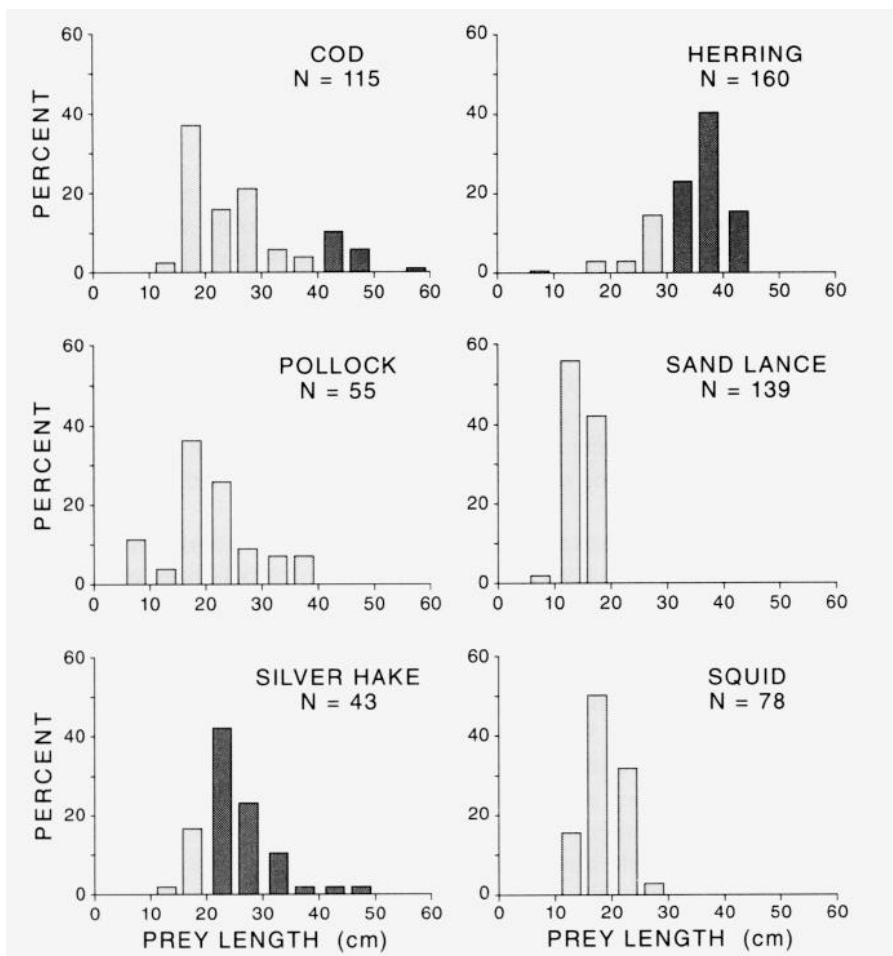 60
40
20
0
PERCENT
COD
N = 115
0 10 20 30 40 50 60
60
40
20
0
HERRING
N = 160
0 10 20 30 40 50 60
60
40
20
0
PERCENT
POLLOCK
N = 55
0 10 20 30 40 50 60
60
40
20
0
SAND LANCE
N = 139
0 10 20 30 40 50 60
60
40
20
0
PERCENT
SILVER HAKE
N = 43
0 10 20 30 40 50 60
PREY LENGTH (cm)
60
40
20
0
SQUID
N = 78
0 10 20 30 40 50 60
PREY LENGTH (cm)